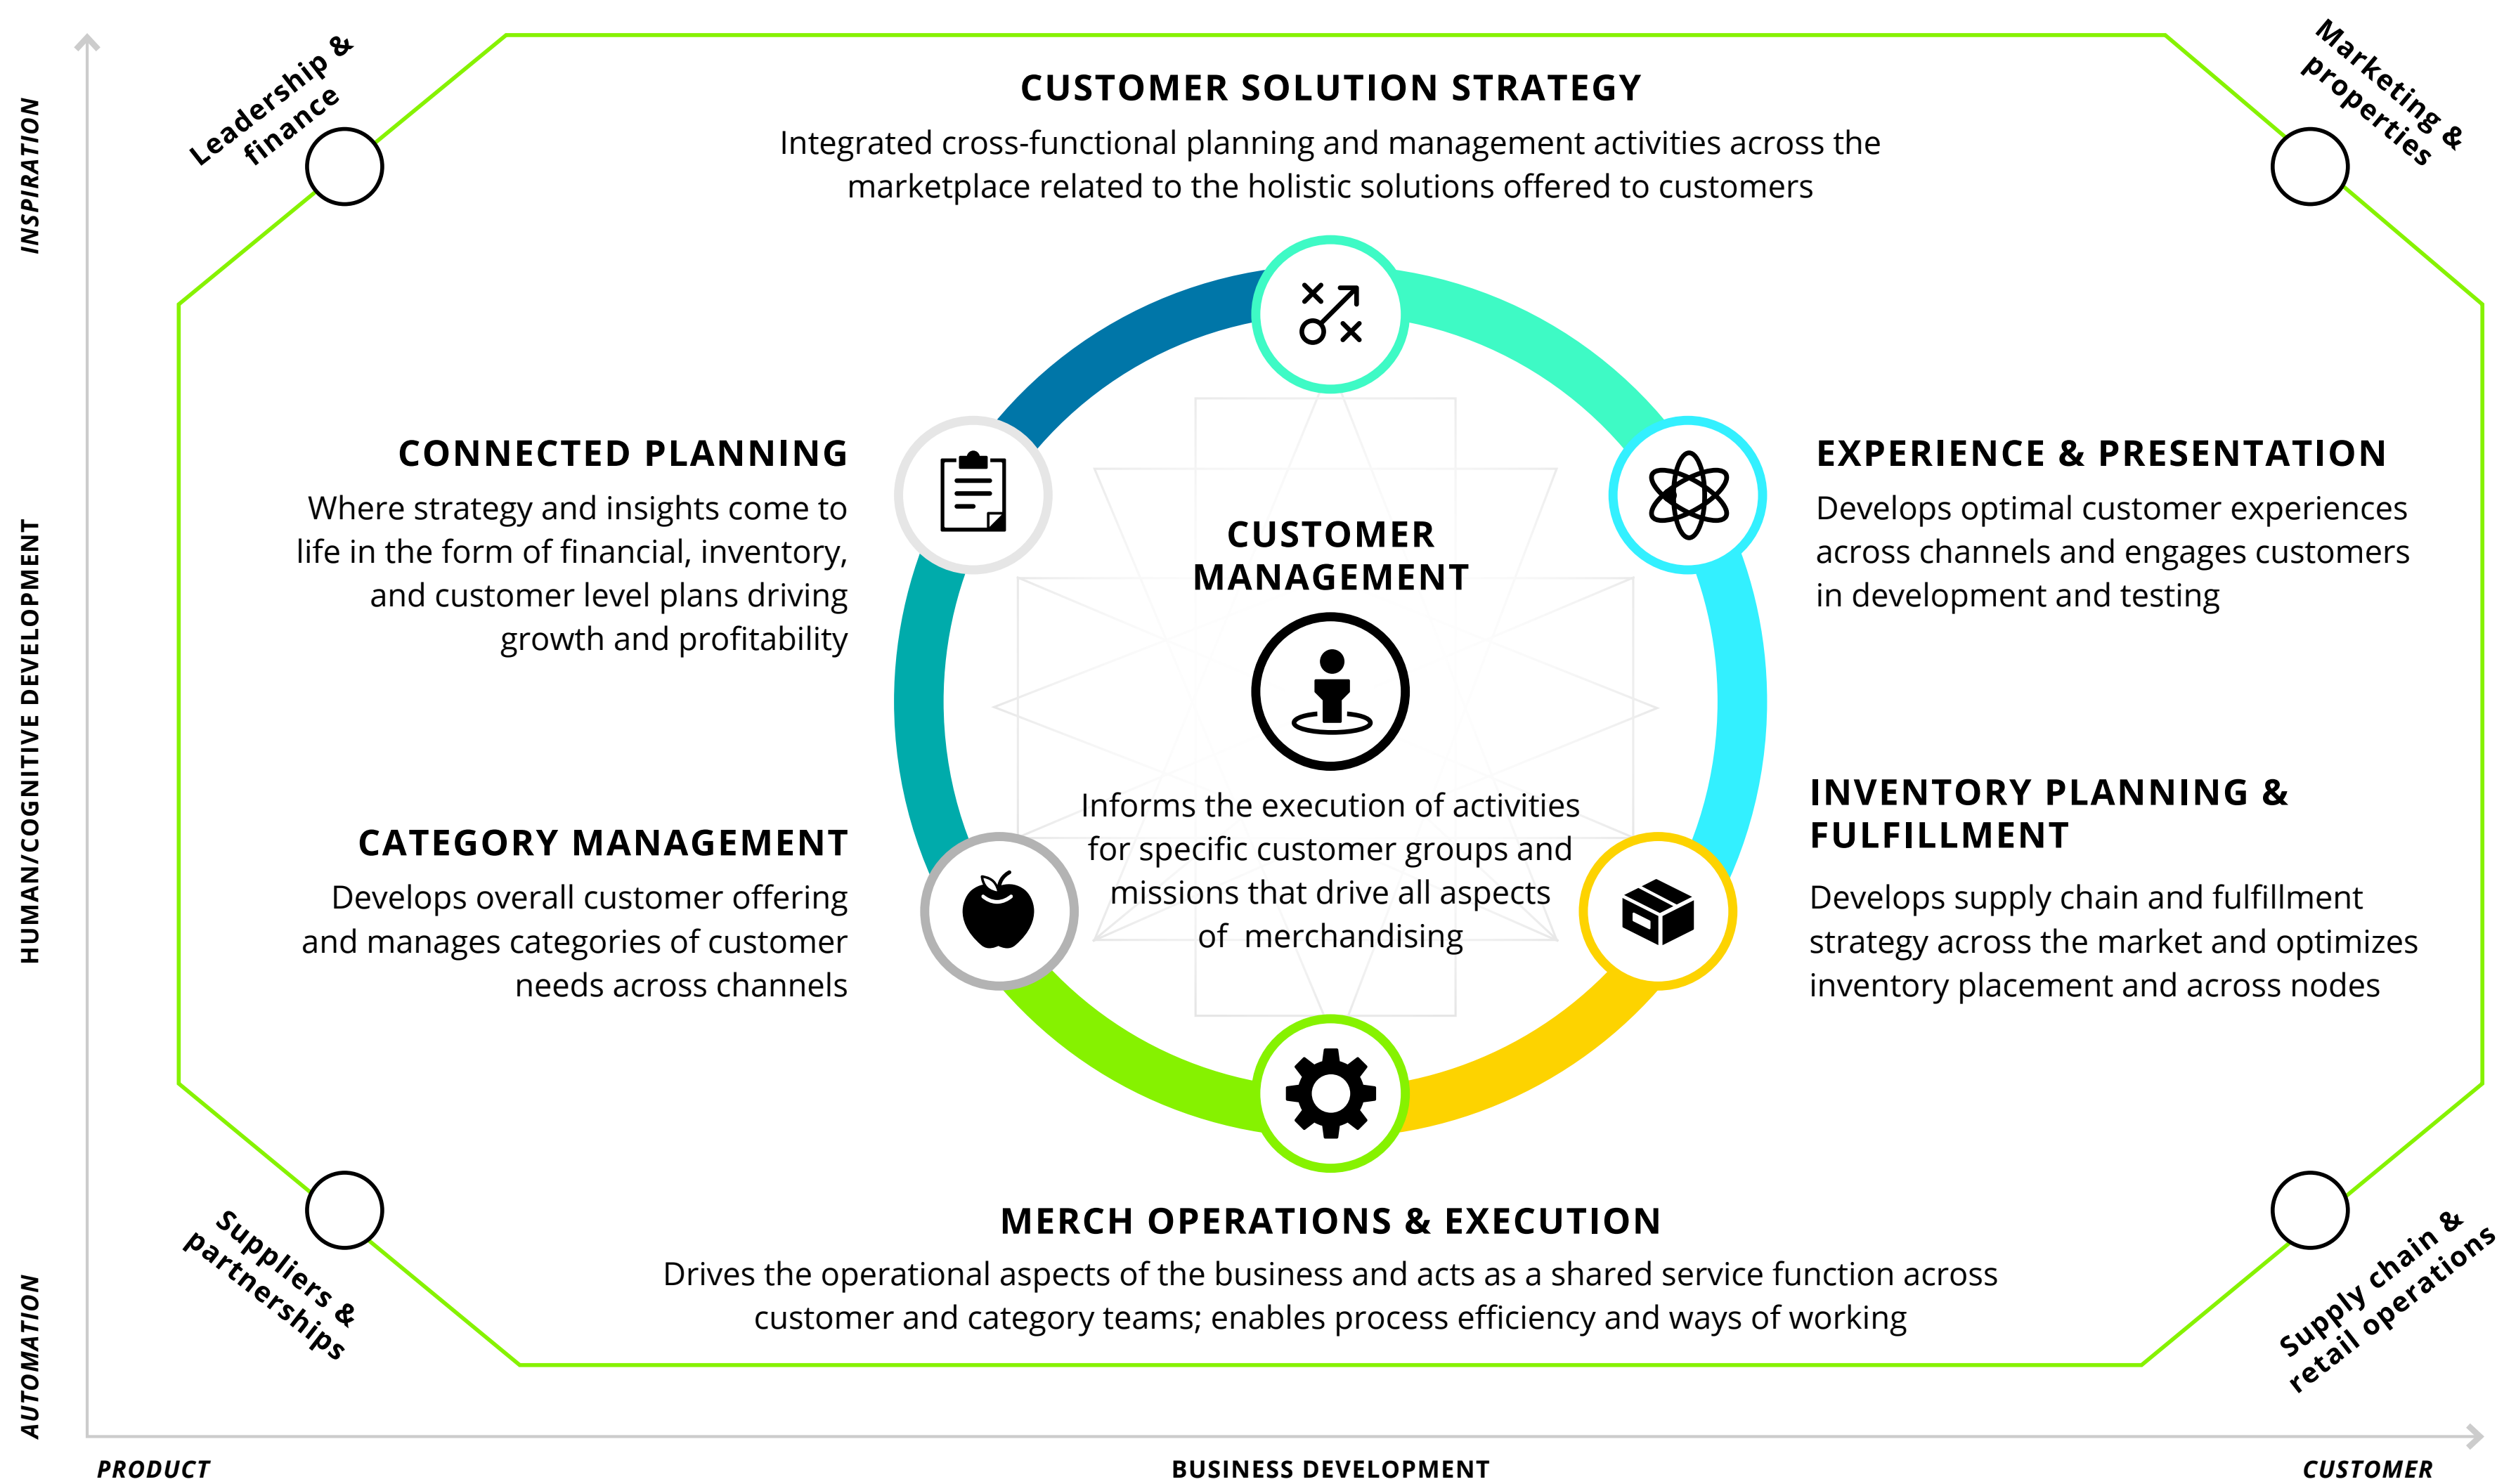 Leadership &
finance
Marketing &
properties
CUSTOMER SOLUTION STRATEGY
Integrated cross-functional planning and management activities across the
marketplace related to the holistic solutions offered to customers
INSPIRATION
HUMAN/COGNITIVE DEVELOPMENT
AUTOMATION
CONNECTED PLANNING
Where strategy and insights come to
life in the form of financial, inventory,
and customer level plans driving
growth and profitability
EXPERIENCE & PRESENTATION
Develops optimal customer experiences
across channels and engages customers
in development and testing
CUSTOMER
MANAGEMENT
Informs the execution of activities
for specific customer groups and
missions that drive all aspects
of  merchandising
CATEGORY MANAGEMENT
Develops overall customer offering
and manages categories of customer
needs across channels
INVENTORY PLANNING &
FULFILLMENT
Develops supply chain and fulfillment
strategy across the market and optimizes
inventory placement and across nodes
MERCH OPERATIONS & EXECUTION
Drives the operational aspects of the business and acts as a shared service function across
customer and category teams; enables process efficiency and ways of working
Suppliers &
partnerships
Supply chain &
retail operations
PRODUCT
BUSINESS DEVELOPMENT
CUSTOMER